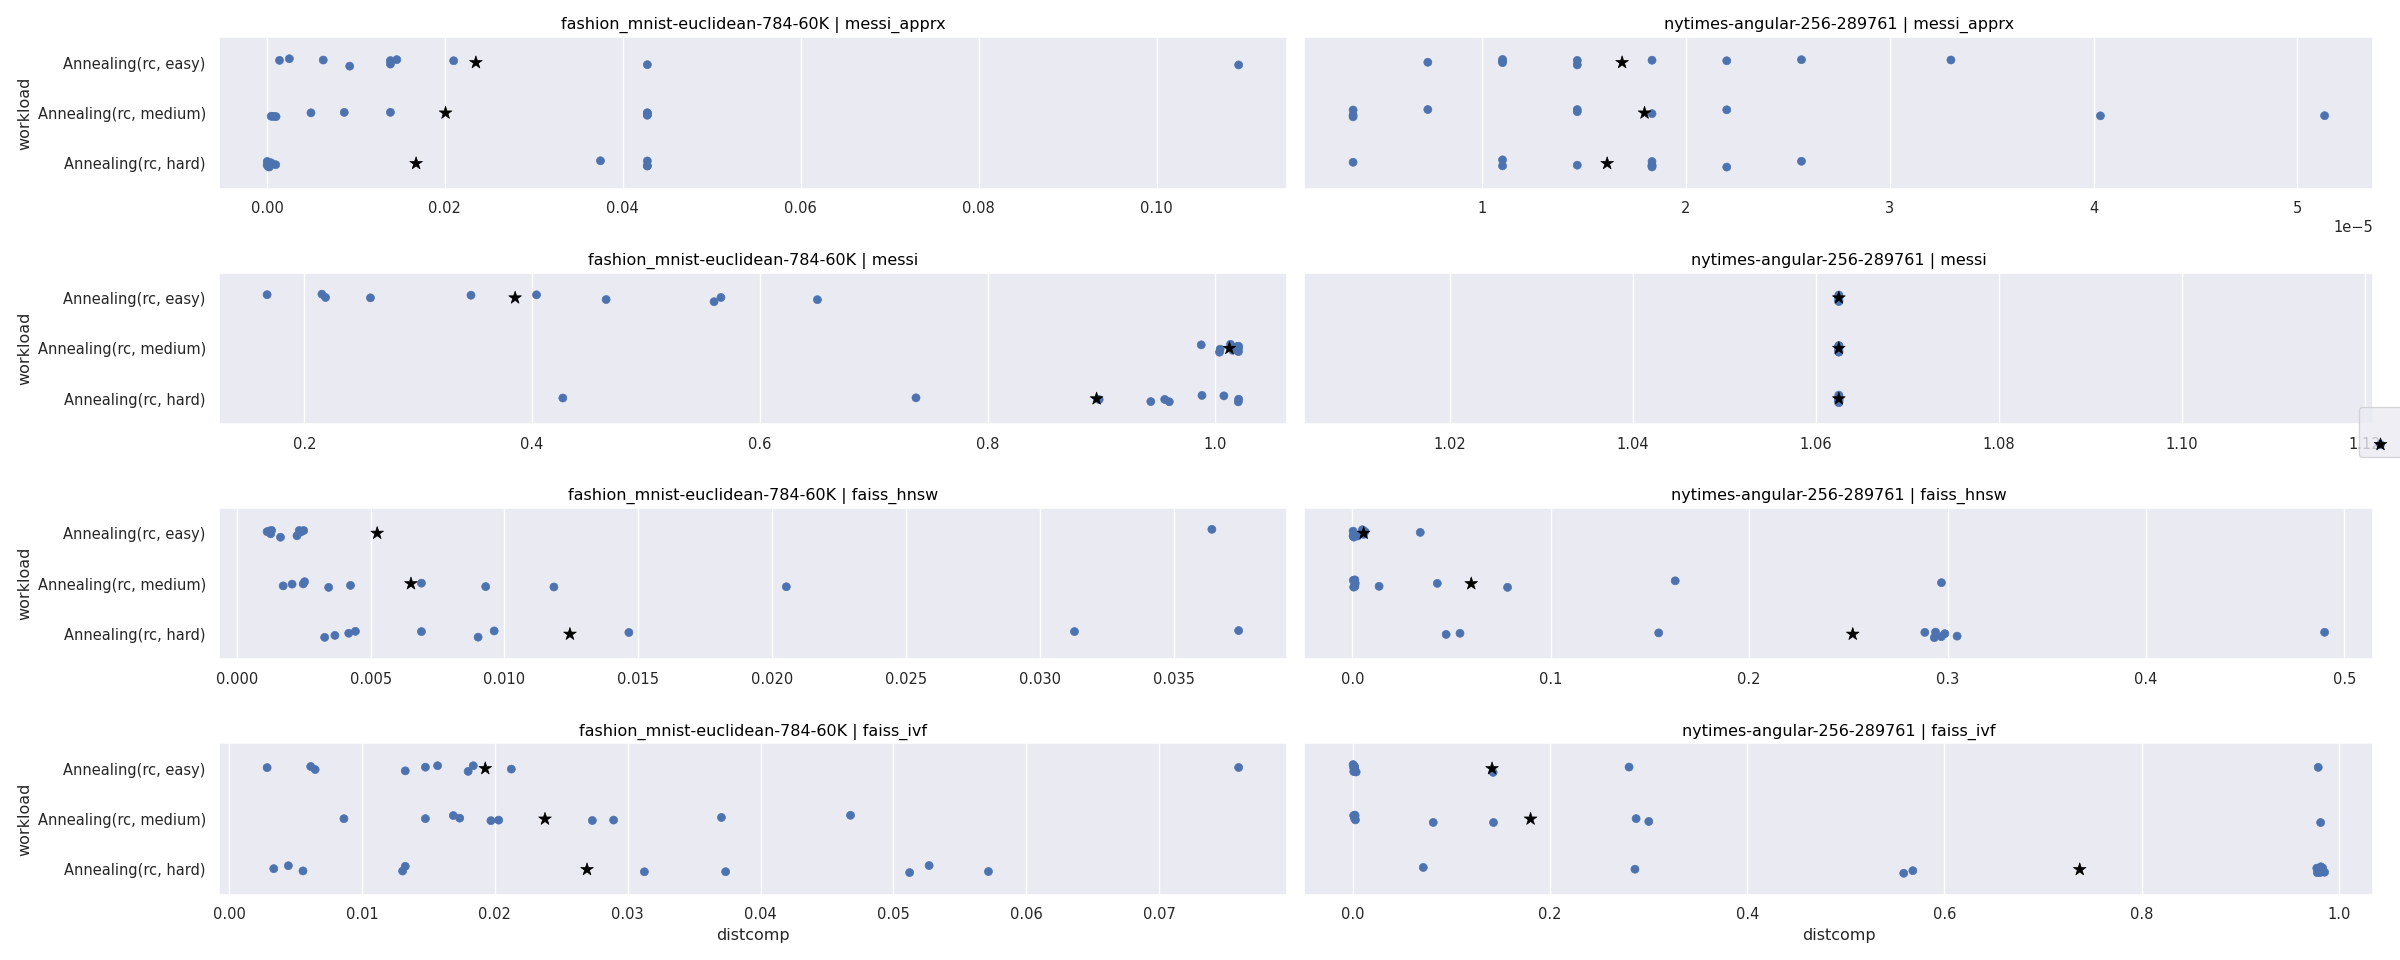 fashion_mnist-euclidean-784-60K | messi_apprx
workload
Annealing(rc, easy)
Annealing(rc, medium)
Annealing(rc, hard)
0.00 0.02 0.04 0.06 0.08 0.10
nytimes-angular-256-289761 | messi_apprx
1 2 3 4 5
1e−5
fashion_mnist-euclidean-784-60K | messi
workload
Annealing(rc, easy)
Annealing(rc, medium)
Annealing(rc, hard)
0.2 0.4 0.6 0.8 1.0
nytimes-angular-256-289761 | messi
1.02 1.04 1.06 1.08 1.10
fashion_mnist-euclidean-784-60K | faiss_hnsw
workload
Annealing(rc, easy)
Annealing(rc, medium)
Annealing(rc, hard)
0.000 0.005 0.010 0.015 0.020 0.025 0.030 0.035
nytimes-angular-256-289761 | faiss_hnsw
0.0 0.1 0.2 0.3 0.4 0.5
fashion_mnist-euclidean-784-60K | faiss_ivf
workload
Annealing(rc, easy)
Annealing(rc, medium)
Annealing(rc, hard)
0.00 0.01 0.02 0.03 0.04 0.05 0.06 0.07
distcomp
nytimes-angular-256-289761 | faiss_ivf
0.0 0.2 0.4 0.6 0.8 1.0
distcomp